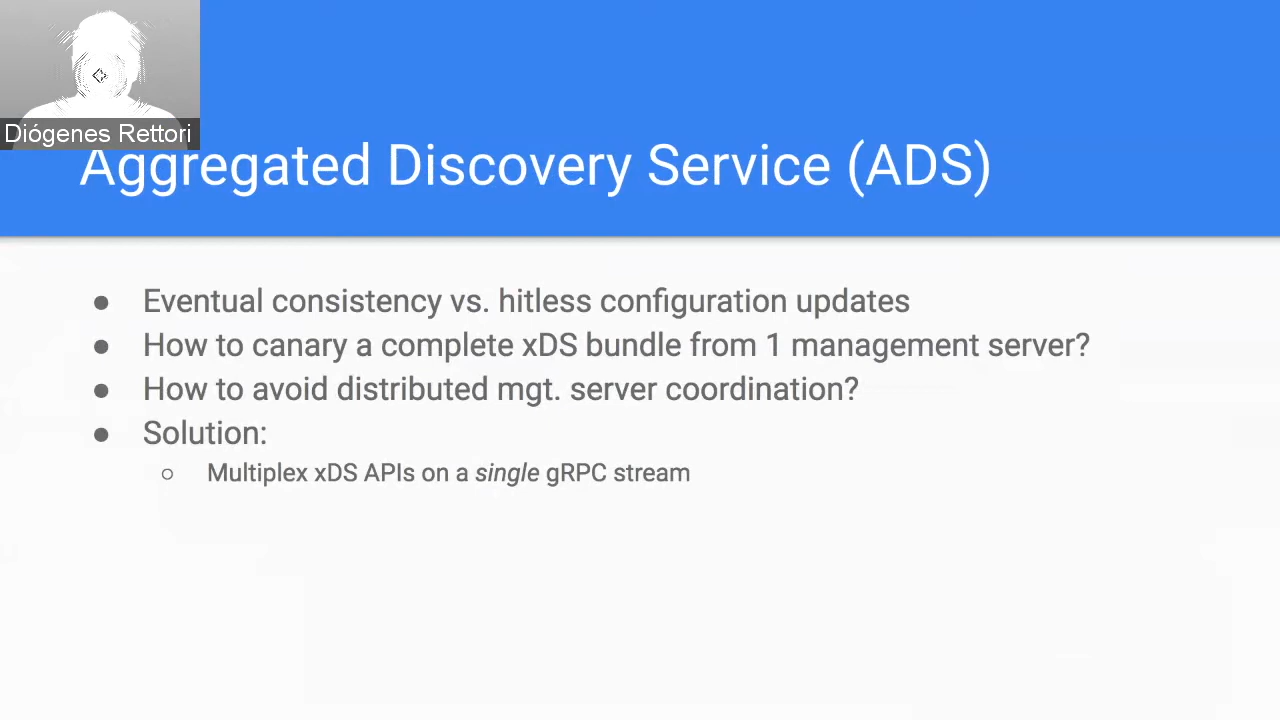 Diógenes Rettori
Aggregated Discovery Service (ADS)
● Eventual consistency vs. hitless configuration updates
● How to canary a complete xDS bundle from 1 management server?
● How to avoid distributed mgt. server coordination?
● Solution:
○ Multiplex xDS APIs on a single gRPC stream